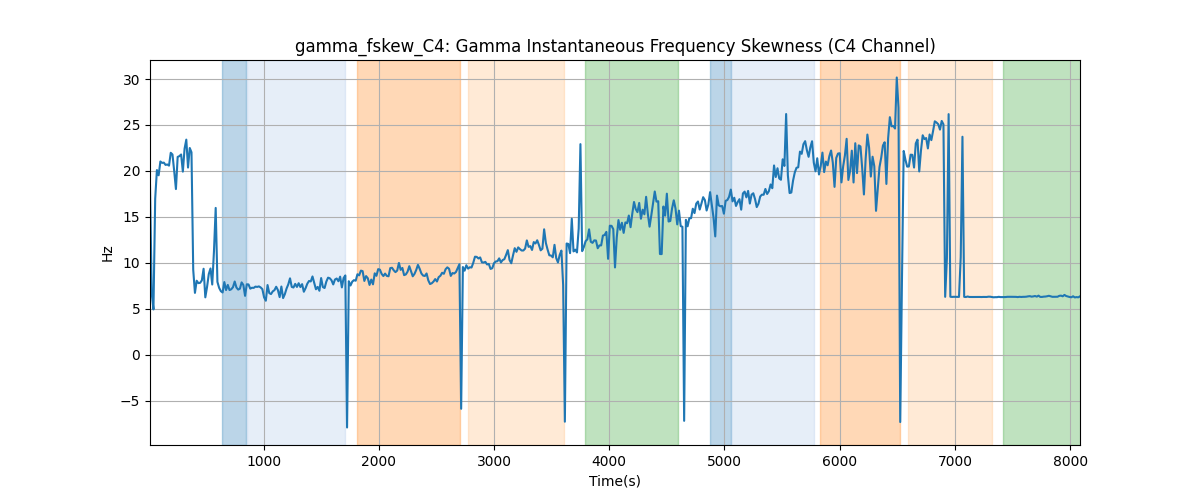 gamma_fskew_C4: Gamma Instantaneous Frequency Skewness (C4 Channel)
30
25
20
15
10
5
0
−5
Hz
1000 2000 3000 4000 5000 6000 7000 8000
Time(s)